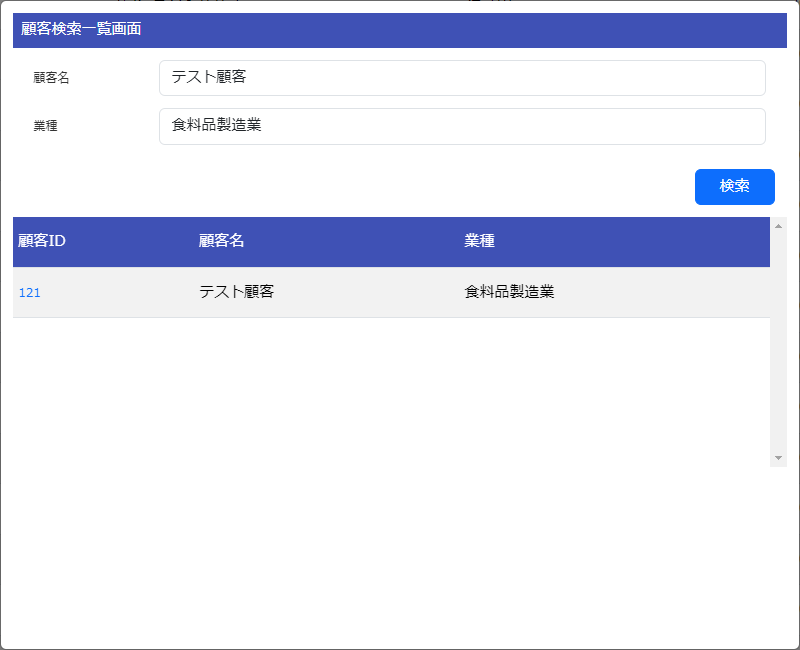 顧客検索一覧画面
顧客名 テスト顧客
業種 食料品製造業
検索
顧客ID 顧客名 業種
121 テスト顧客 食料品製造業